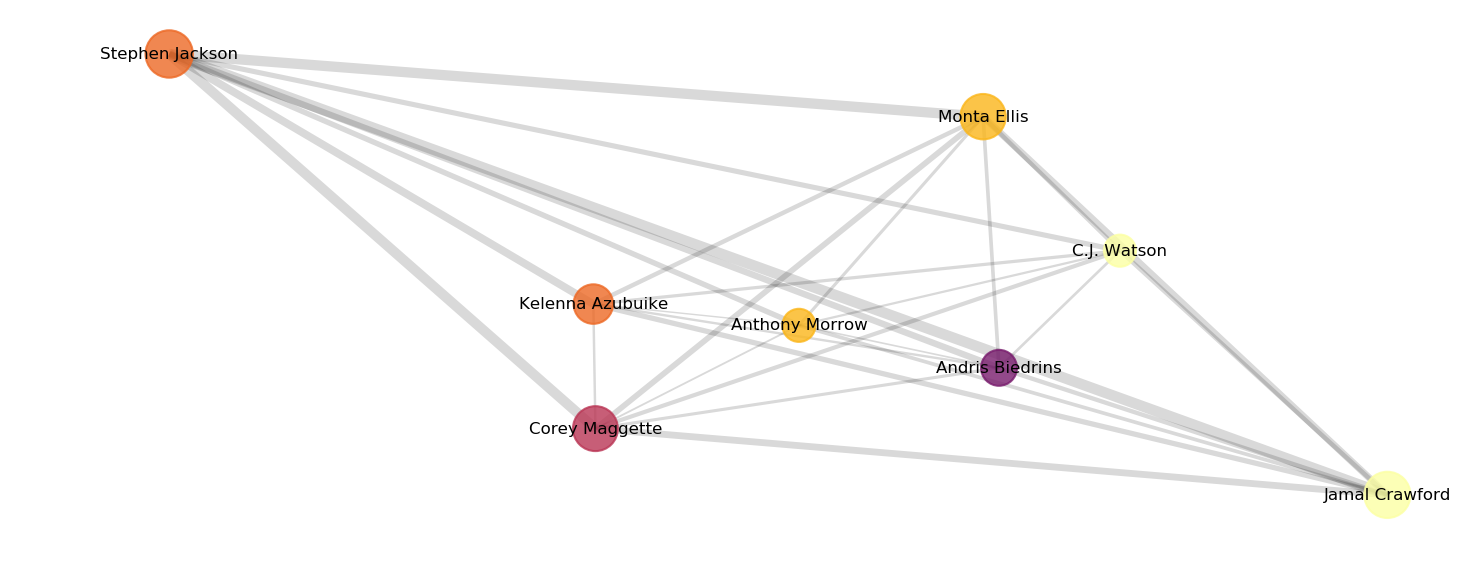 Stephen Jackson
Monta Ellis
C.J. Watson
Kelenna Azubuike
Anthony Morrow
Andris Biedrins
Corey Maggette
Jamal Crawford